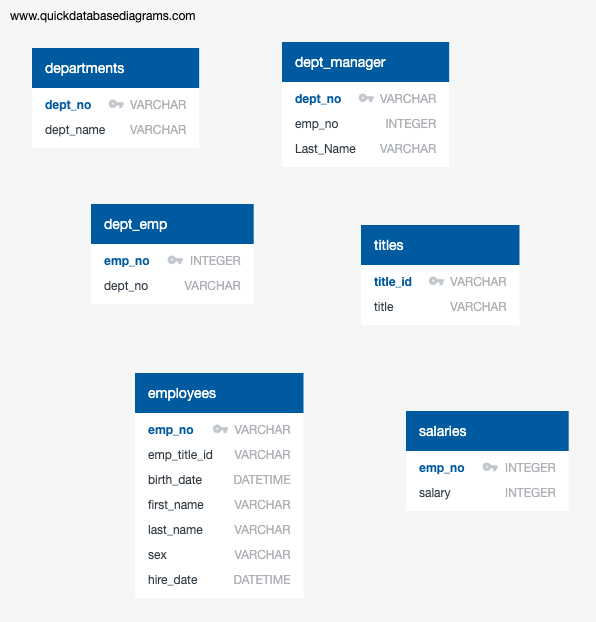 www.quickdatabasediagrams.com
departments
dept_no VARCHAR
dept_name VARCHAR
dept_manager
dept_no VARCHAR
emp_no INTEGER
Last_Name VARCHAR
dept_emp
emp_no INTEGER
dept_no VARCHAR
titles
title_id VARCHAR
title VARCHAR
employees
emp_no VARCHAR
emp_title_id VARCHAR
birth_date DATETIME
first_name VARCHAR
last_name VARCHAR
sex VARCHAR
hire_date DATETIME
salaries
emp_no INTEGER
salary INTEGER